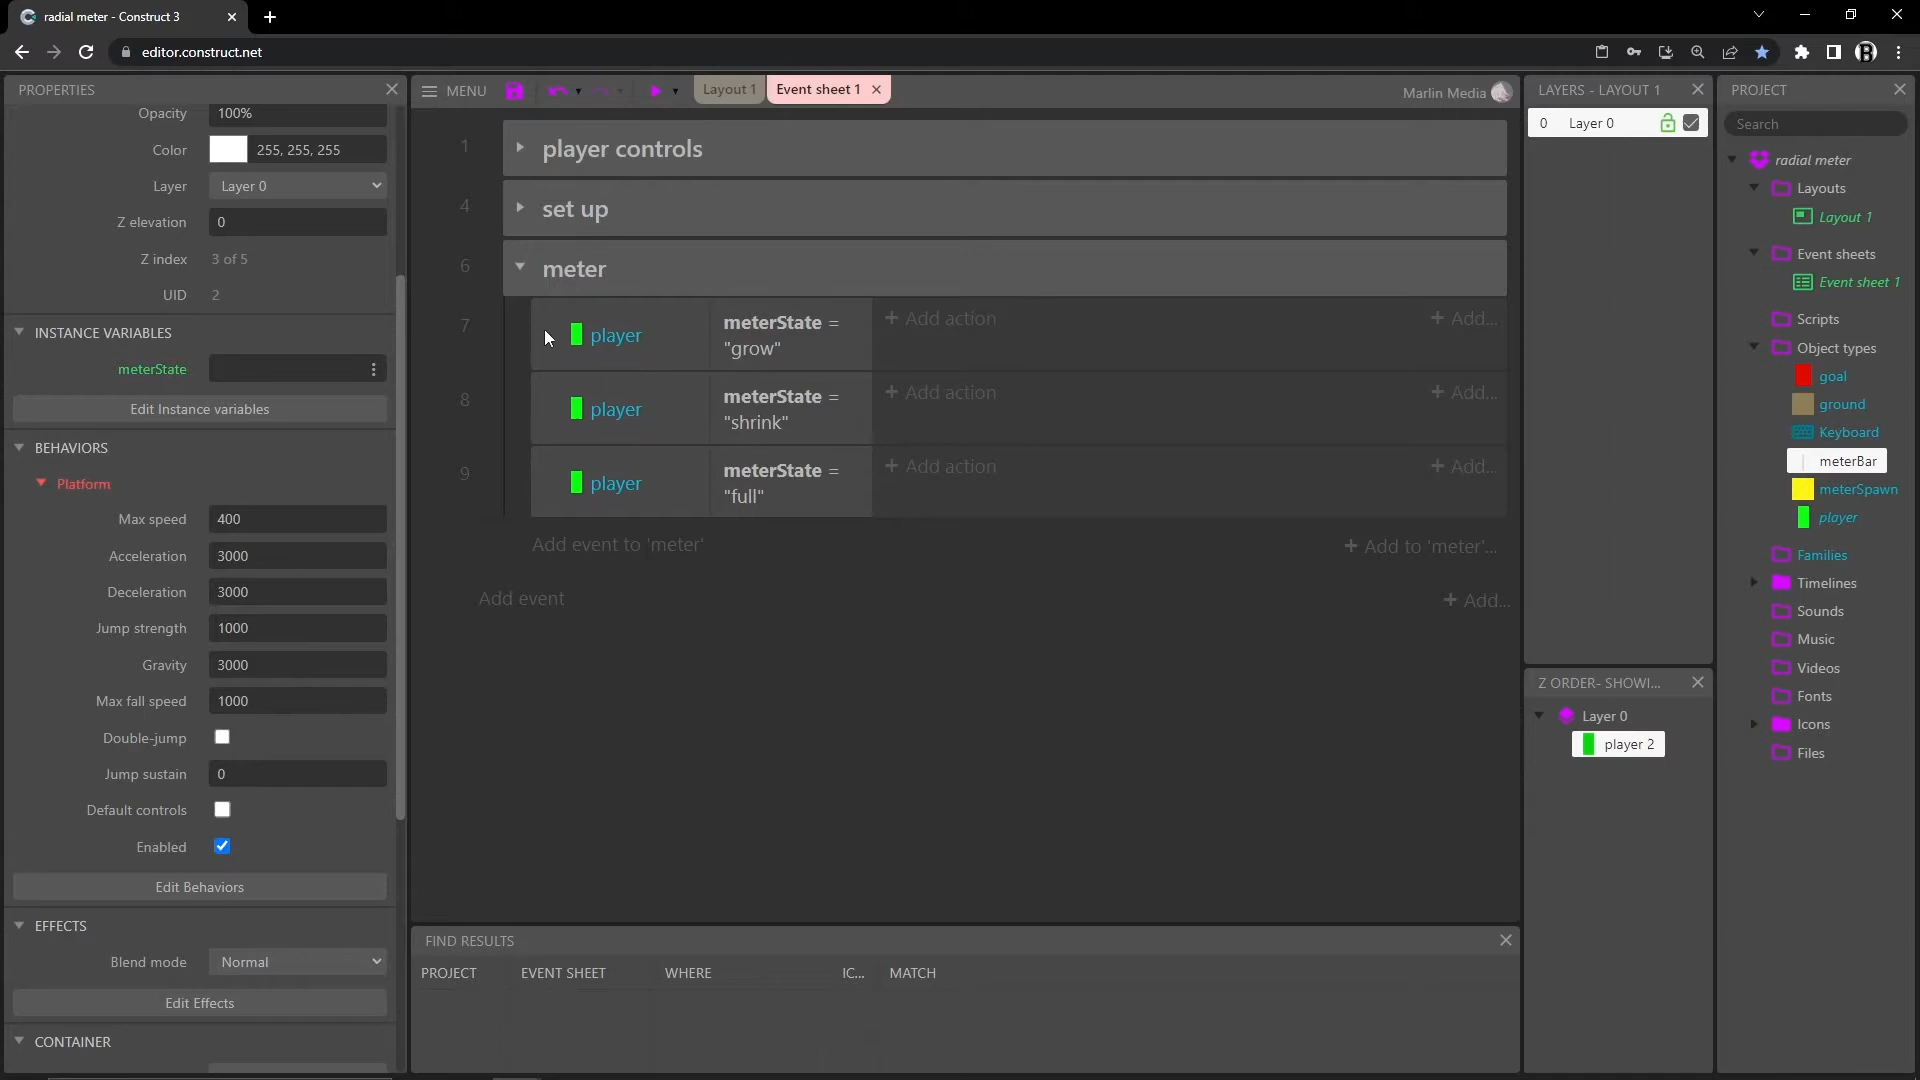 radial meter - Construct 3
editor.construct.net
PROPERTIES
Opacity 100%
Color 255, 255, 255
Layer Layer 0
Z elevation 0
Z index 3 of 5
UID 2
INSTANCE VARIABLES
meterState
Edit Instance variables
BEHAVIORS
Platform
Max speed 400
Acceleration 3000
Deceleration 3000
Jump strength 1000
Gravity 3000
Max fall speed 1000
Double-jump
Jump sustain 0
Default controls
Enabled
Edit Behaviors
EFFECTS
Blend mode Normal
Edit Effects
CONTAINER
MENU
Layout 1
Event sheet 1
Marlin Media
1 player controls
4 set up
6 meter
7 player meterState = "grow" + Add action + Add...
8 player meterState = "shrink" + Add action + Add...
9 player meterState = "full" + Add action + Add...
Add event to 'meter' + Add to 'meter'...
Add event + Add...
FIND RESULTS
PROJECT EVENT SHEET WHERE IC... MATCH
LAYERS - LAYOUT 1
0 Layer 0
Z ORDER- SHOWI...
Layer 0
player 2
PROJECT
Search
radial meter
Layouts
Layout 1
Event sheets
Event sheet 1
Scripts
Object types
goal
ground
Keyboard
meterBar
meterSpawn
player
Families
Timelines
Sounds
Music
Videos
Fonts
Icons
Files